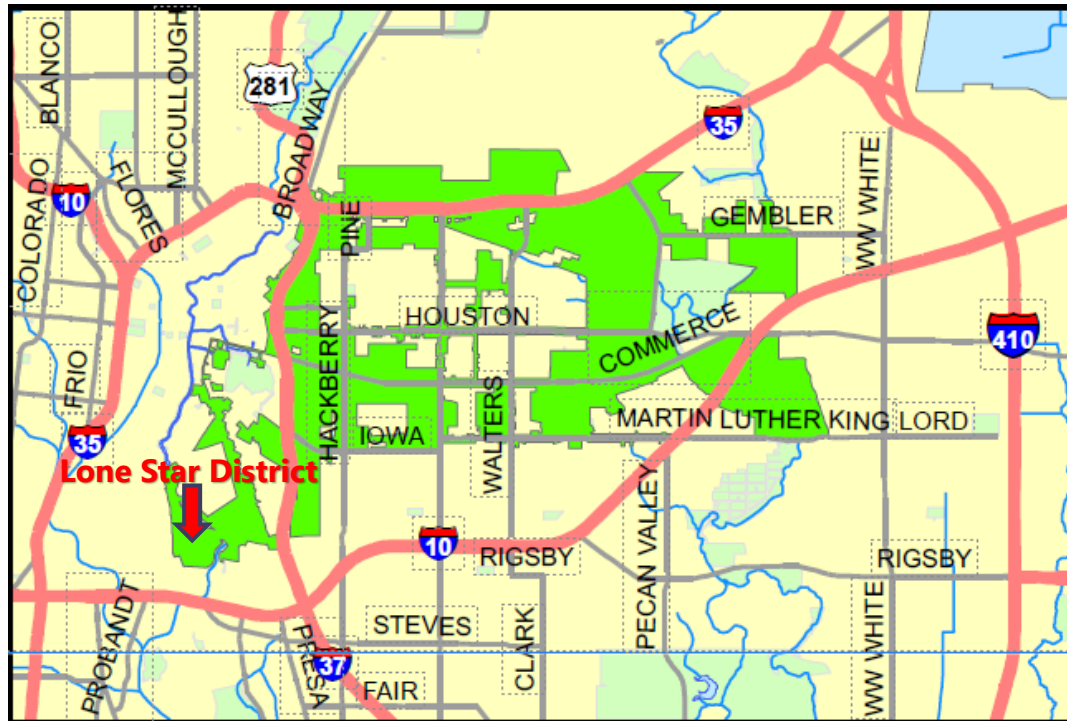 BLANCO
MCCULLOUGH
281
BROADWAY
35
COLORADO
10
FLORES
PINE
GEMBLER
WW WHITE
HOUSTON
COMMERCE
410
FRIO
HACKBERRY
IOWA
WALTERS
MARTIN LUTHER KING
LORD
35
Lone Star District
10
RIGSBY
PECAN VALLEY
RIGSBY
PROBANDT
PRESA
STEVES
CLARK
WW WHITE
37
FAIR